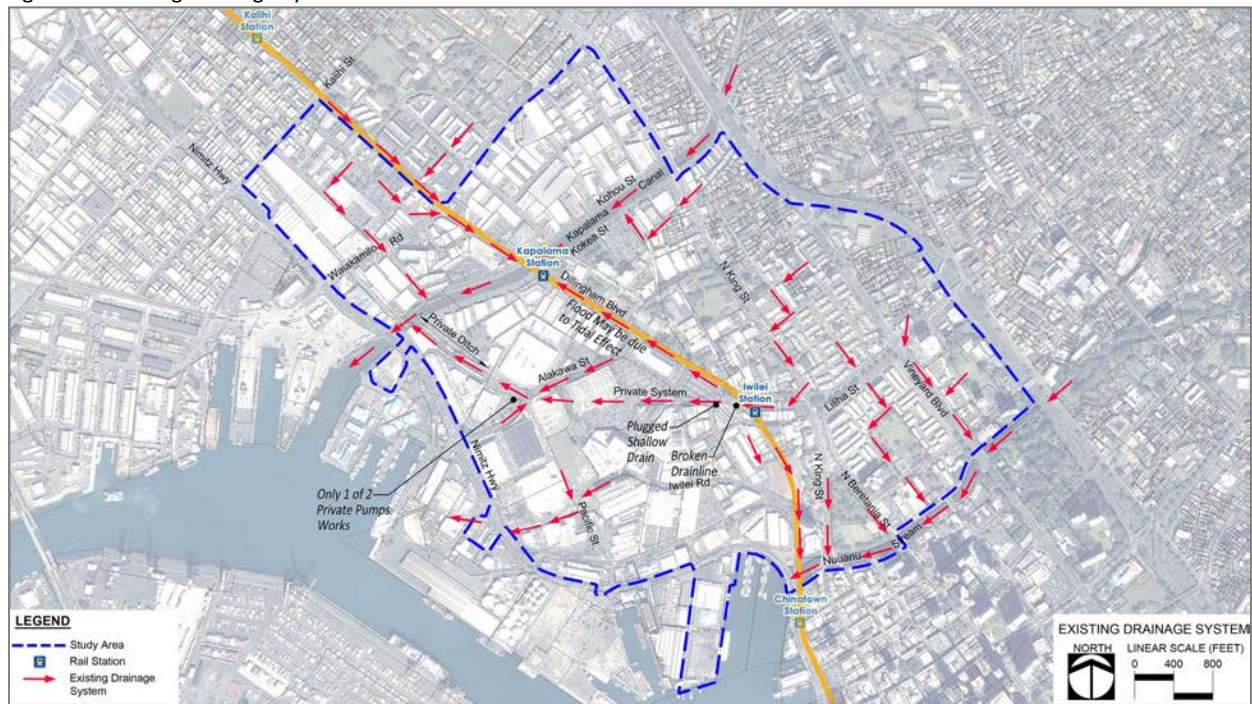 Kalihi
Station
Kalihi St
Nimitz Hwy
Kohou St
Kapalama Canal
Kokea St
Waiakamilo Rd
Kapalama
Station
N King St
Dillingham Blvd
Flood May be due
to Tidal Effect
Private Ditch
Alakawa St
Private System
Iwilei
Station
Liliha St
Vineyard Blvd
Plugged
Shallow
Drain
Broken
Drainline
Iwilei Rd
Nimitz Hwy
Only 1 of 2
Private Pumps
Works
Pacific St.
N King St
N Beretania St
Nuuanu Stream
Chinatown
Station
LEGEND
Study Area
Rail Station
Existing Drainage
System
EXISTING DRAINAGE SYSTEM
NORTH LINEAR SCALE (FEET)
0 400 800